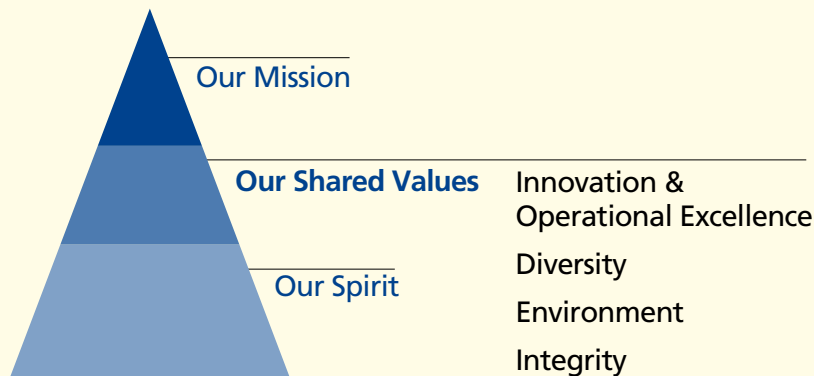 Our Mission
Our Shared Values
Innovation &
Operational Excellence
Diversity
Environment
Integrity
Our Spirit